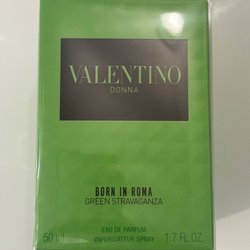 VALENTINO
DONNA
BORN IN ROMA
GREEN STRAVAGANZA
EAU DE PARFUM
50 ml VAPORISATEUR SPRAY 1.7 FL.OZ.